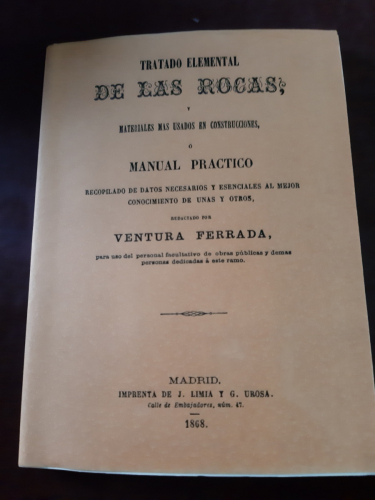 TRATADO ELEMENTAL
DE LAS ROCAS,
Y
MATERIALES MAS USADOS EN CONSTRUCCIONES,
Ó
MANUAL PRACTICO
RECOPILADO DE DATOS NECESARIOS Y ESENCIALES AL MEJOR
CONOCIMIENTO DE UNAS Y OTROS,
REDACTADO POR
VENTURA FERRADA,
para uso del personal facultativo de obras públicas y demas
personas dedicadas á este ramo.
MADRID.
IMPRENTA DE J. LIMIA Y G. UROSA.
Calle de Embajadores, núm. 47.
1868.